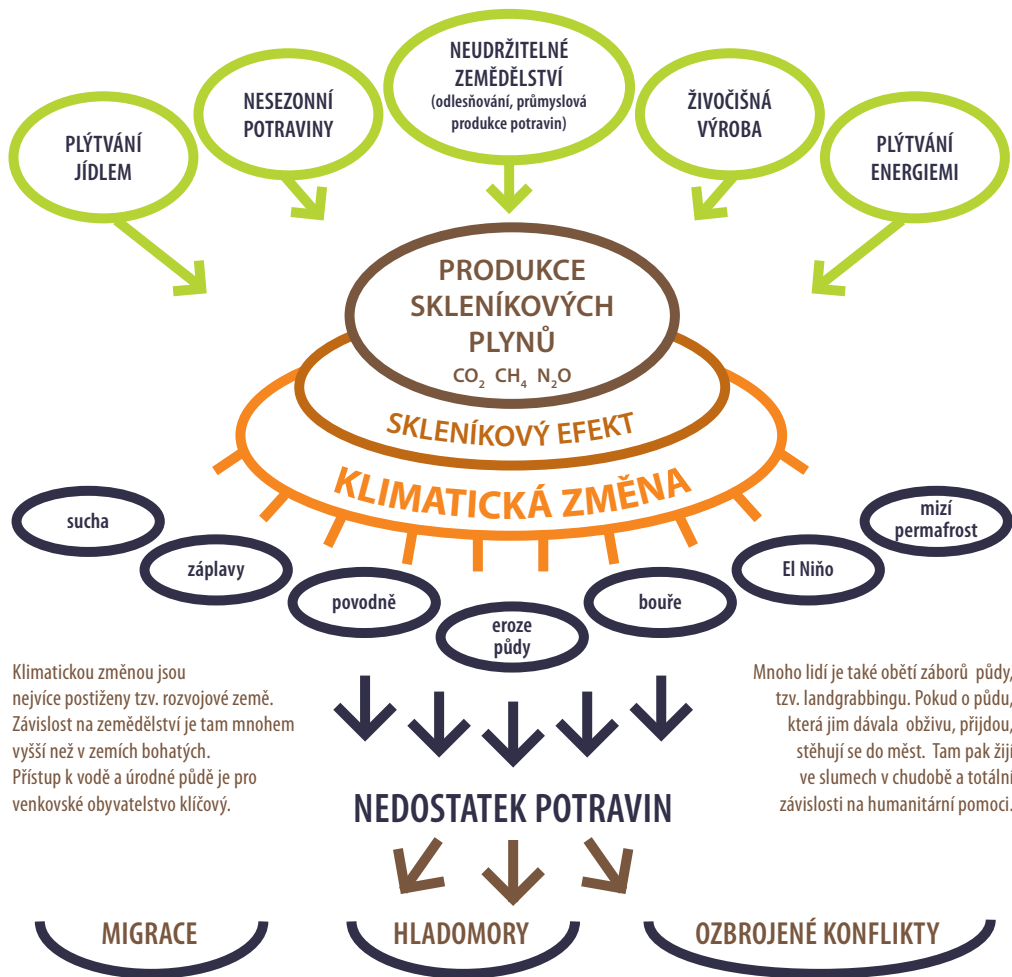 NEUDRŽITELNÉ
ZEMĚDĚLSTVÍ
(odlesňování, průmyslová
produkce potravin)
NESEZONNÍ
POTRAVINY
ŽIVOČIŠNÁ
VÝROBA
PLÝTVÁNÍ
JÍDLEM
PLÝTVÁNÍ
ENERGIEMI
PRODUKCE
SKLENÍKOVÝCH
PLYNŮ
CO₂ CH₄ N₂O
SKLENÍKOVÝ EFEKT
KLIMATICKÁ ZMĚNA
sucha
záplavy
povodně
eroze
půdy
bouře
El Niño
mizí
permafrost
Klimatickou změnou jsou
nejvíce postiženy tzv. rozvojové země.
Závislost na zemědělství je tam mnohem
vyšší než v zemích bohatých.
Přístup k vodě a úrodné půdě je pro
venkovské obyvatelstvo klíčový.
Mnoho lidí je také obětí záborů půdy,
tzv. landgrabbingu. Pokud o půdu,
která jim dávala obživu, přijdou,
stěhují se do měst. Tam pak žijí
ve slumech v chudobě a totální
závislosti na humanitární pomoci.
NEDOSTATEK POTRAVIN
MIGRACE
HLADOMORY
OZBROJENÉ KONFLIKTY